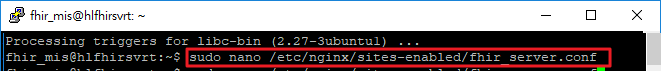 fhir_mis@hlfhirsvrt: ~
Processing triggers for libc-bin (2.27-3ubuntu1) ...
fhir_mis@hlfhirsvrt:~$ sudo nano /etc/nginx/sites-enabled/fhir_server.conf